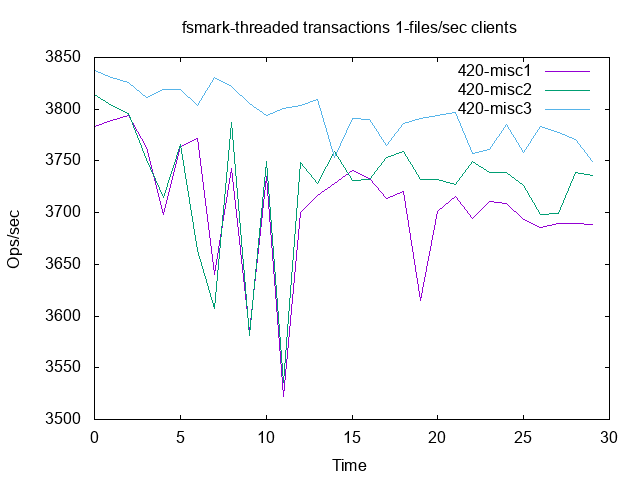 fsmark-threaded transactions 1-files/sec clients
3850
3800
3750
3700
3650
3600
3550
3500
Ops/sec
420-misc1
420-misc2
420-misc3
0 5 10 15 20 25 30
Time